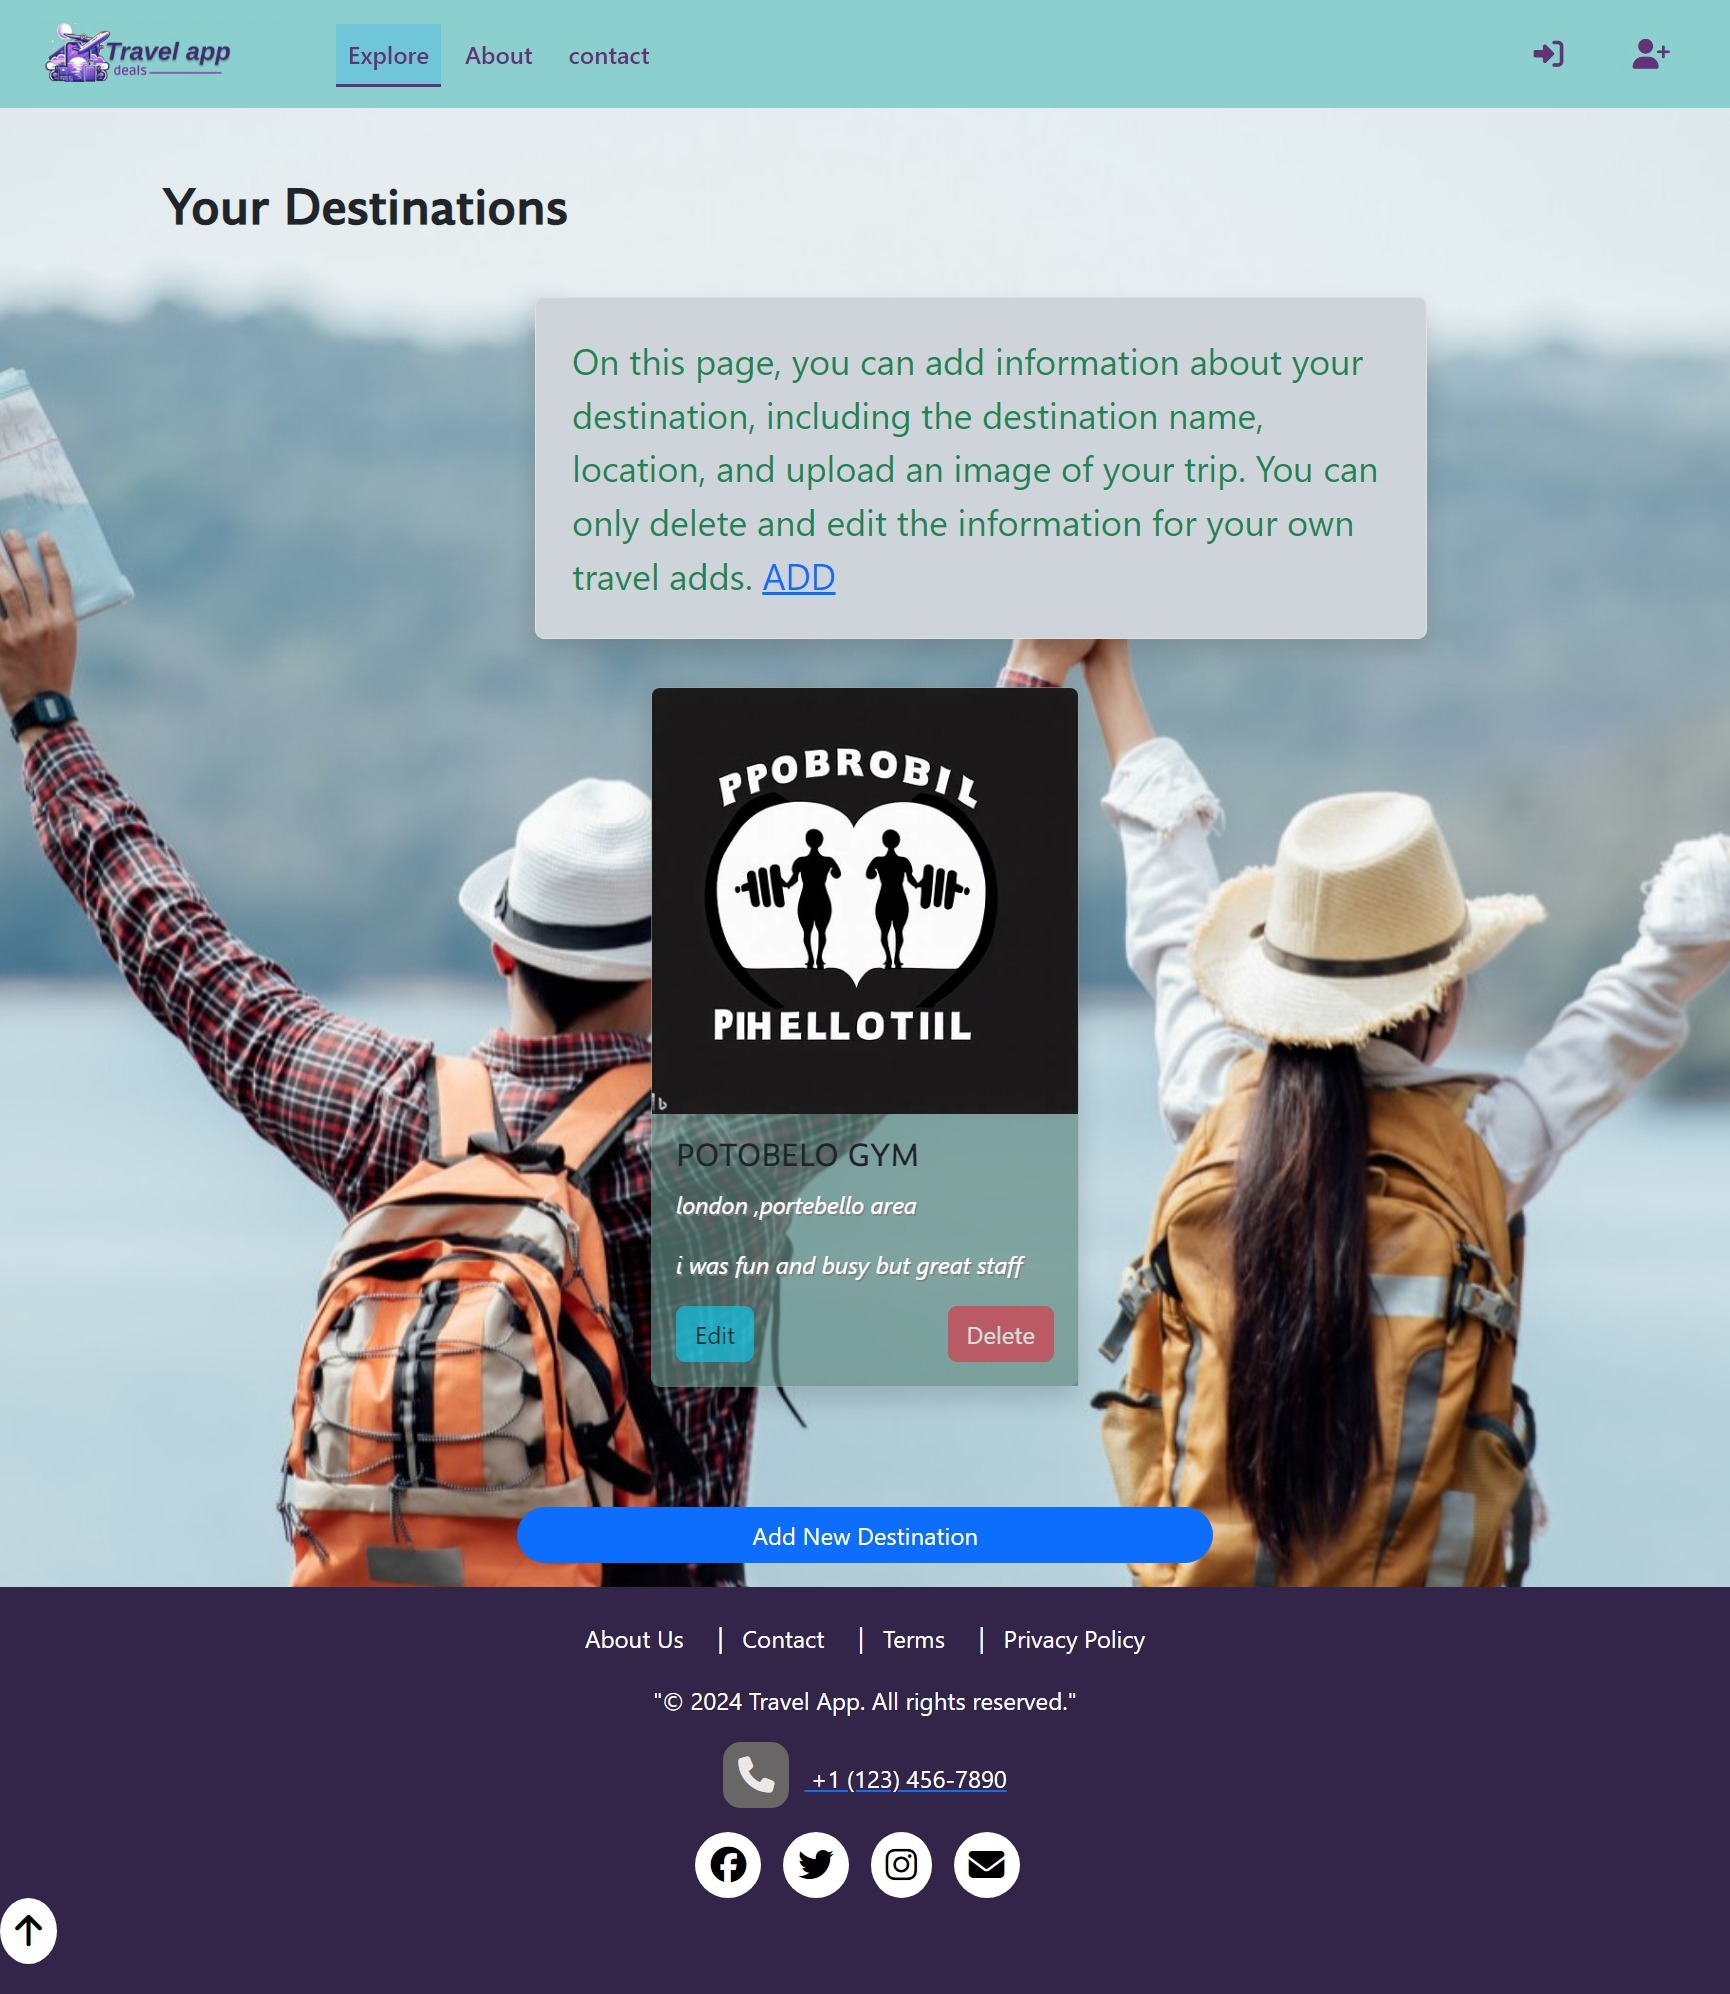 Travel app
deals
Explore
About
contact
Your Destinations
On this page, you can add information about your
destination, including the destination name,
location, and upload an image of your trip. You can
only delete and edit the information for your own
travel adds. ADD
PPOBROBIL
PIHELLOTIIL
b
POTOBELO GYM
london ,portebello area
i was fun and busy but great staff
Edit
Delete
Add New Destination
About Us | Contact | Terms | Privacy Policy
"© 2024 Travel App. All rights reserved."
+1 (123) 456-7890